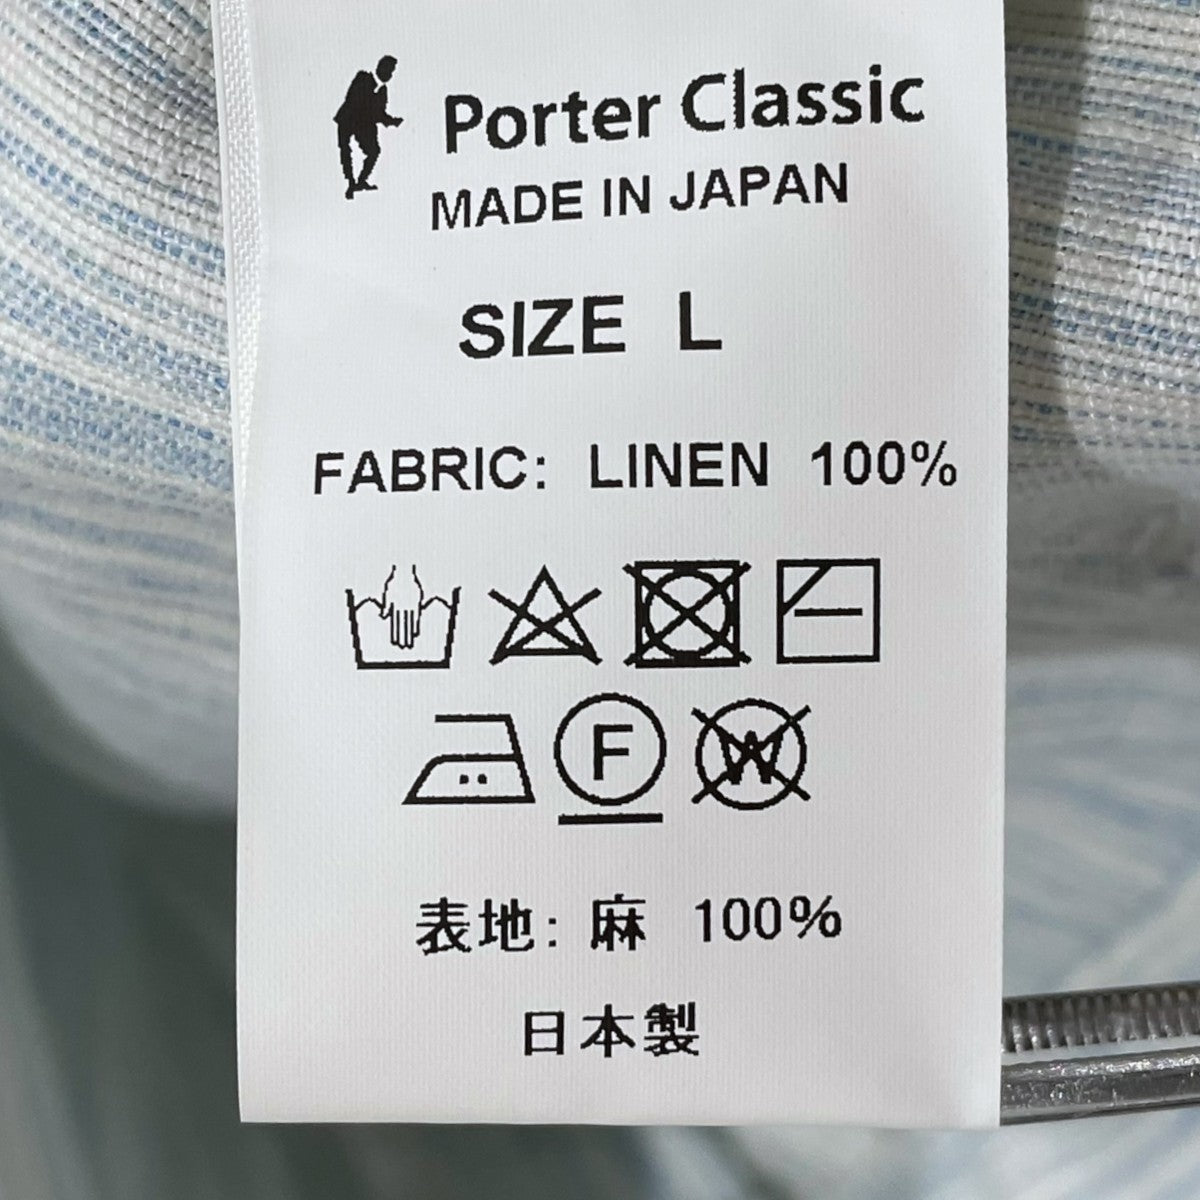 Porter Classic
MADE IN JAPAN
SIZE L
FABRIC: LINEN 100%
F
W
表地: 麻 100%
日本製